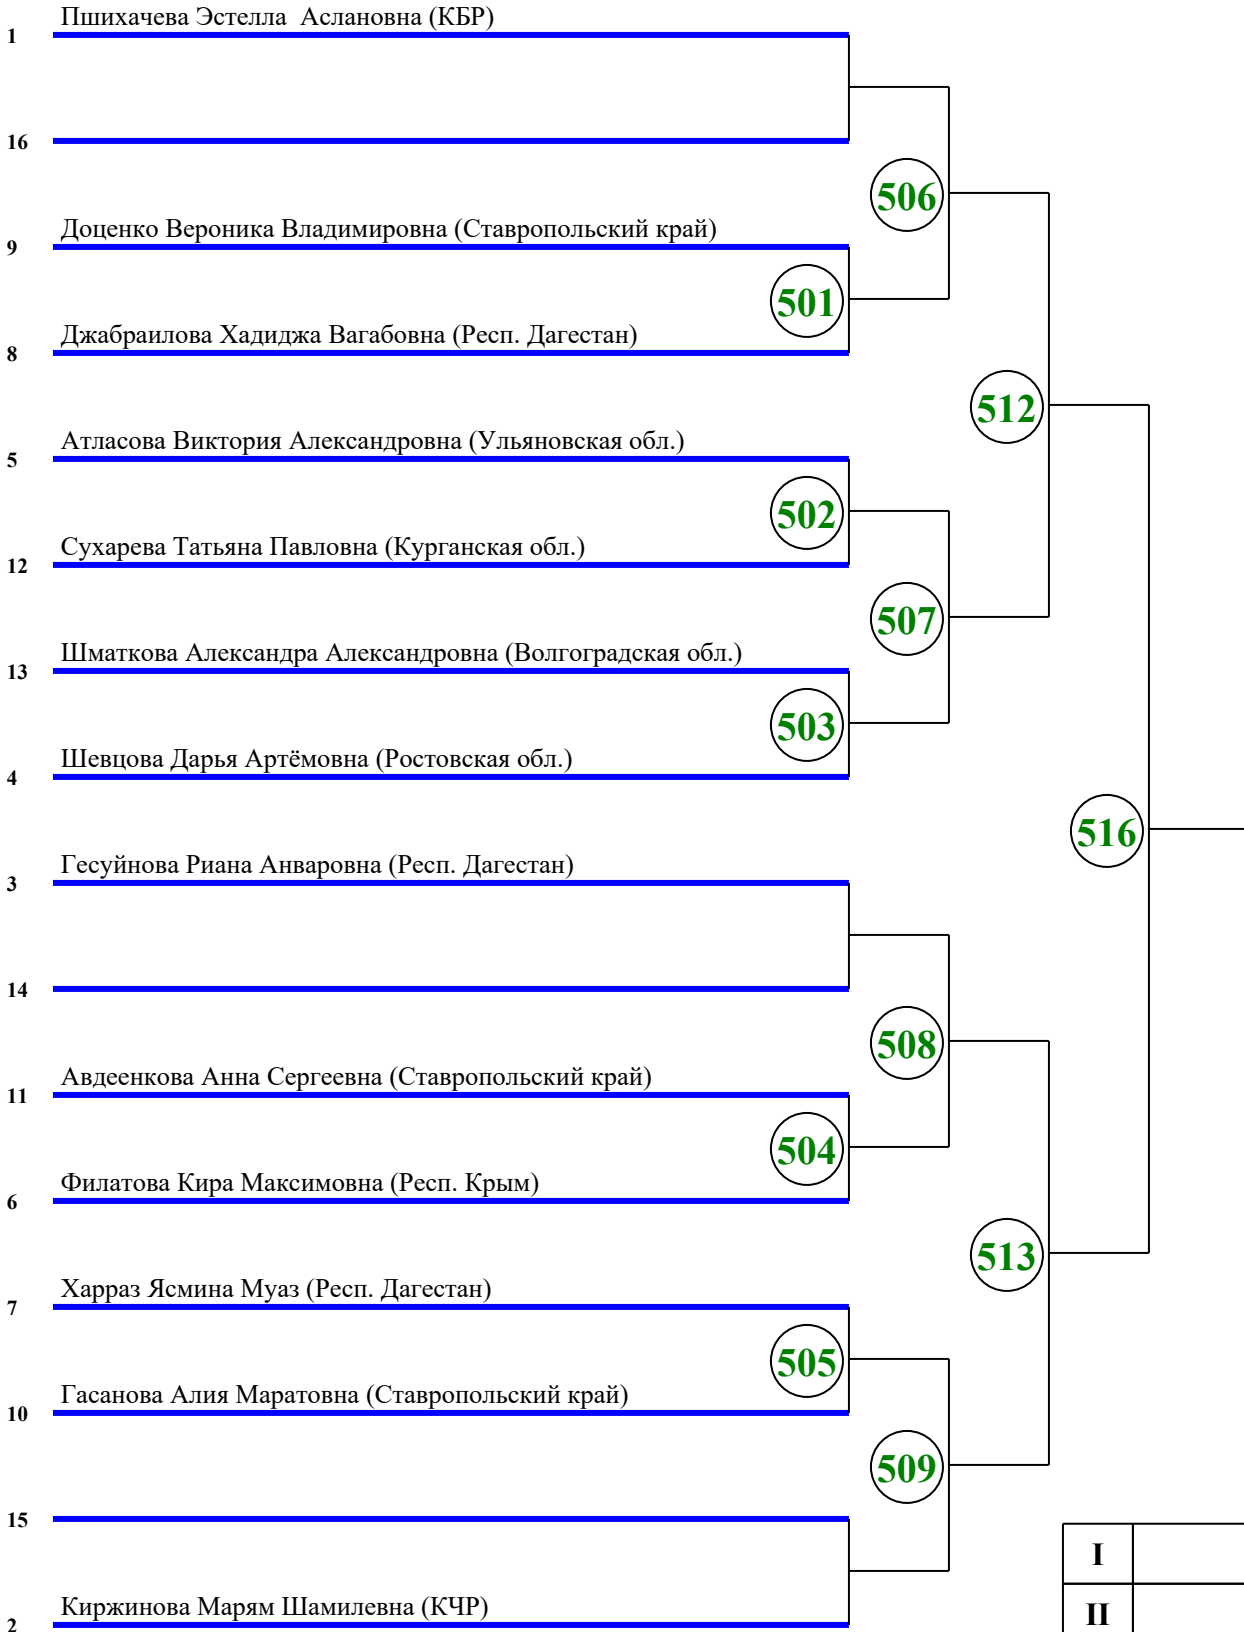 Пшихачева Эстелла  Аслановна (КБР)
1
16
506
Доценко Вероника Владимировна (Ставропольский край)
9
501
Джабраилова Хадиджа Вагабовна (Респ. Дагестан)
8
512
Атласова Виктория Александровна (Ульяновская обл.)
5
502
Сухарева Татьяна Павловна (Курганская обл.)
12
507
Шматкова Александра Александровна (Волгоградская обл.)
13
503
Шевцова Дарья Артёмовна (Ростовская обл.)
4
516
Гесуйнова Риана Анваровна (Респ. Дагестан)
3
14
508
Авдеенкова Анна Сергеевна (Ставропольский край)
11
504
Филатова Кира Максимовна (Респ. Крым)
6
513
Харраз Ясмина Муаз (Респ. Дагестан)
7
505
Гасанова Алия Маратовна (Ставропольский край)
10
509
15
I
Киржинова Марям Шамилевна (КЧР)
2
II